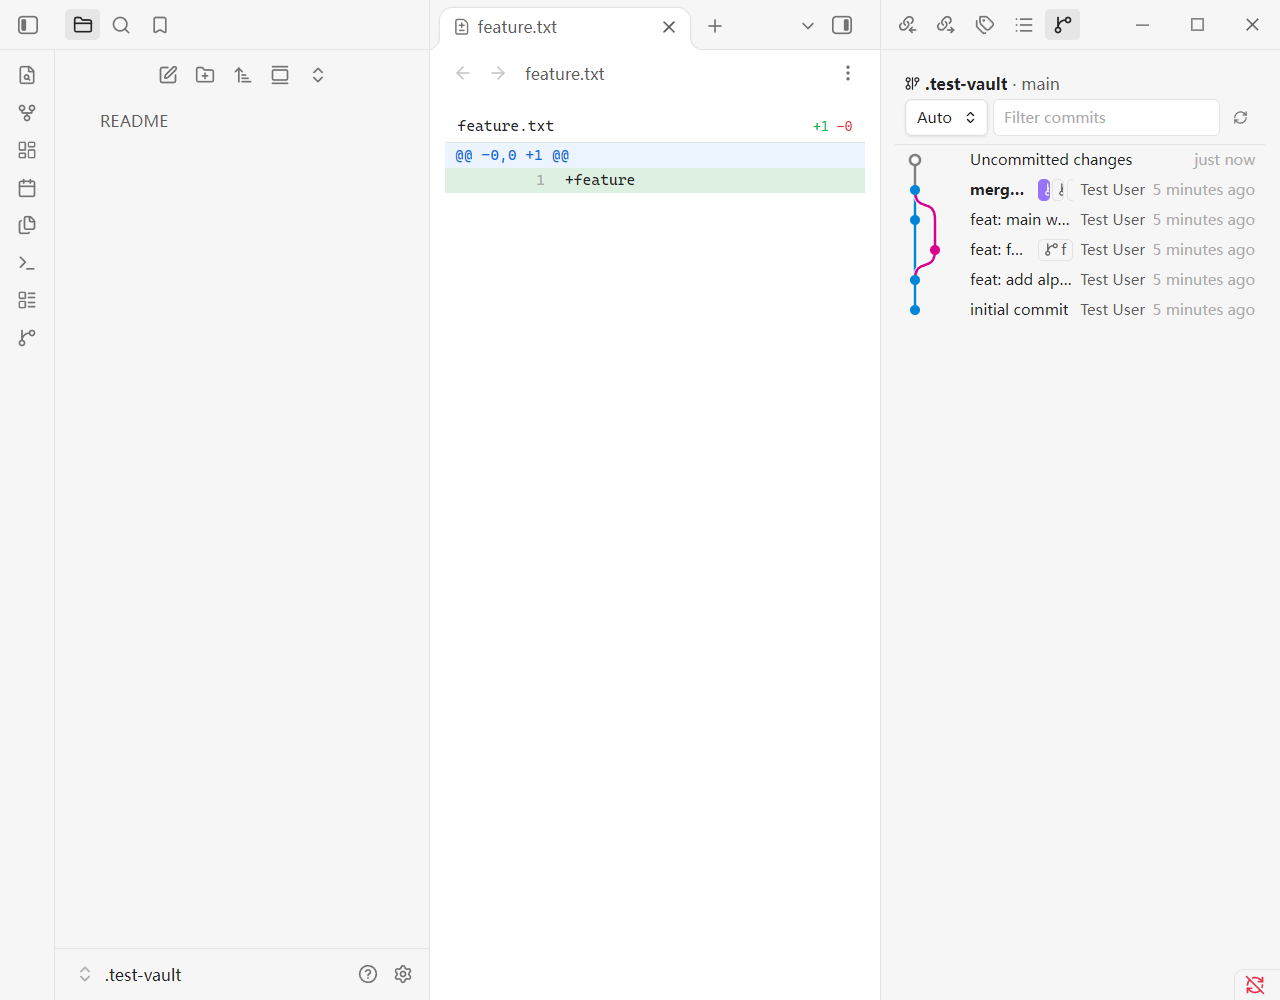 feature.txt
feature.txt
README
feature.txt
+1 −0
@@ −0,0 +1 @@
1 +feature
.test-vault · main
Auto
Filter commits
Uncommitted changes just now
merg... Test User 5 minutes ago
feat: main w... Test User 5 minutes ago
feat: f... f Test User 5 minutes ago
feat: add alp... Test User 5 minutes ago
initial commit Test User 5 minutes ago
.test-vault